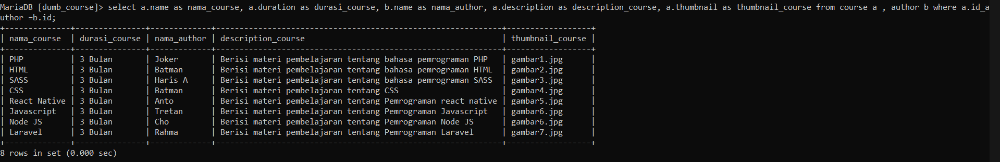 MariaDB [dumb_course]> select a.name as nama_course, a.duration as durasi_course, b.name as nama_author, a.description as description_course, a.thumbnail as thumbnail_course from course a , author b where a.id_a
uthor =b.id;
+--------------+---------------+-------------+-------------------------------------------------------------+------------------+
| nama_course  | durasi_course | nama_author | description_course                                          | thumbnail_course |
+--------------+---------------+-------------+-------------------------------------------------------------+------------------+
| PHP          | 3 Bulan       | Joker       | Berisi materi pembelajaran tentang bahasa pemrograman PHP   | gambar1.jpg      |
| HTML         | 3 Bulan       | Batman      | Berisi materi pembelajaran tentang bahasa pemrograman HTML  | gambar2.jpg      |
| SASS         | 3 Bulan       | Haris A     | Berisi materi pembelajaran tentang bahasa pemrograman SASS  | gambar3.jpg      |
| CSS          | 3 Bulan       | Batman      | Berisi materi pembelajaran tentang CSS                      | gambar4.jpg      |
| React Native | 3 Bulan       | Anto        | Berisi materi pembelajaran tentang Pemrograman react native | gambar5.jpg      |
| Javascript   | 3 Bulan       | Tretan      | Berisi materi pembelajaran tentang Pemrograman Javascript   | gambar6.jpg      |
| Node JS      | 3 Bulan       | Cho         | Berisi materi pembelajaran tentang Pemrograman Node JS      | gambar6.jpg      |
| Laravel      | 3 Bulan       | Rahma       | Berisi materi pembelajaran tentang Pemrograman Laravel      | gambar7.jpg      |
+--------------+---------------+-------------+-------------------------------------------------------------+------------------+
8 rows in set (0.000 sec)